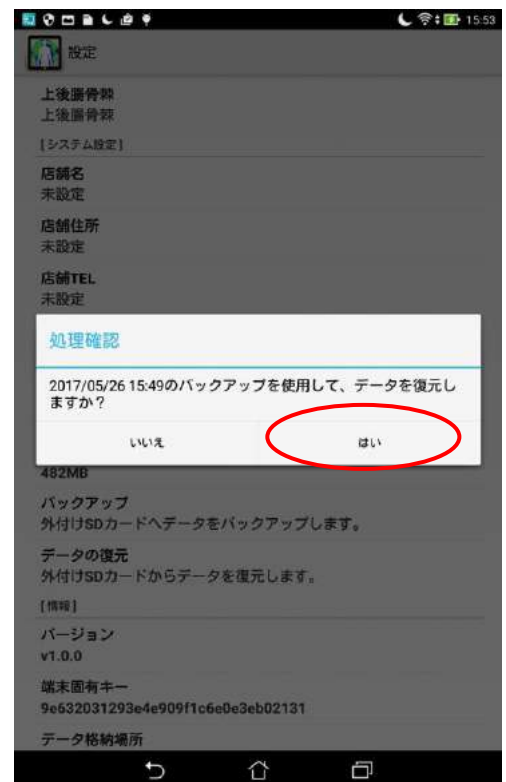 15:53
設定
上後腸骨棘
上後腸骨棘
[システム設定]
店舗名
未設定
店舗住所
未設定
店舗TEL
未設定
処理確認
2017/05/26 15:49のバックアップを使用して、データを復元し
ますか？
いいえ
はい
482MB
バックアップ
外付けSDカードへデータをバックアップします。
データの復元
外付けSDカードからデータを復元します。
[情報]
バージョン
v1.0.0
端末固有キー
9e632031293e4e909f1c6e0e3eb02131
データ格納場所